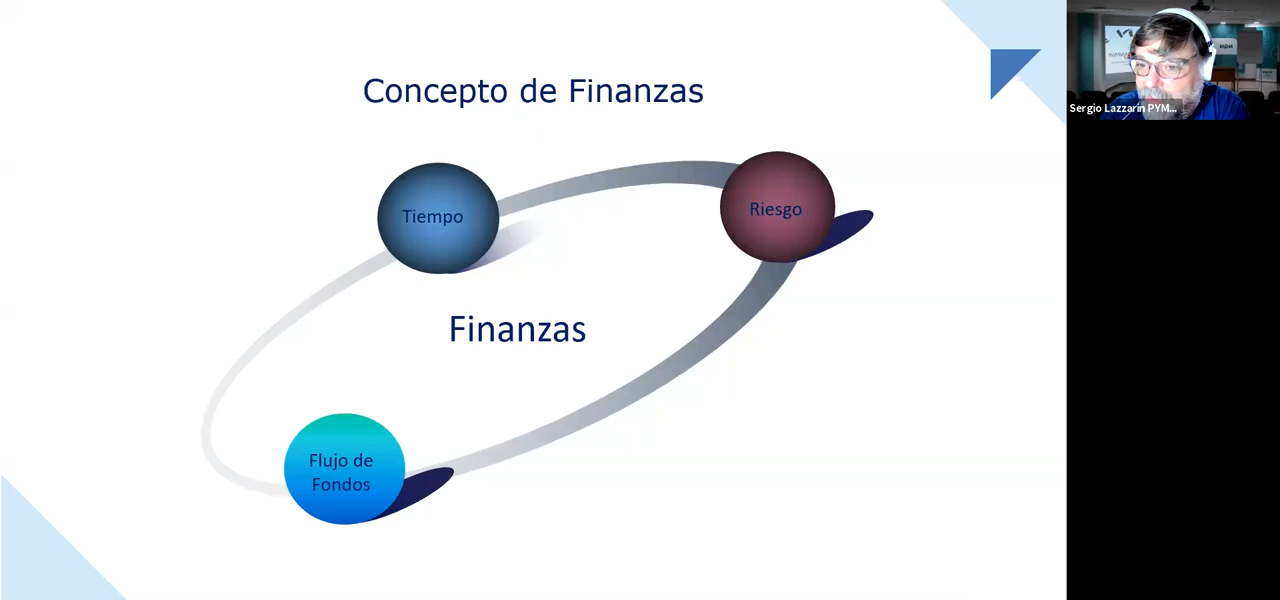 Concepto de Finanzas
Tiempo
Riesgo
Finanzas
Flujo de
Fondos
Sergio Lazzarin PYM...